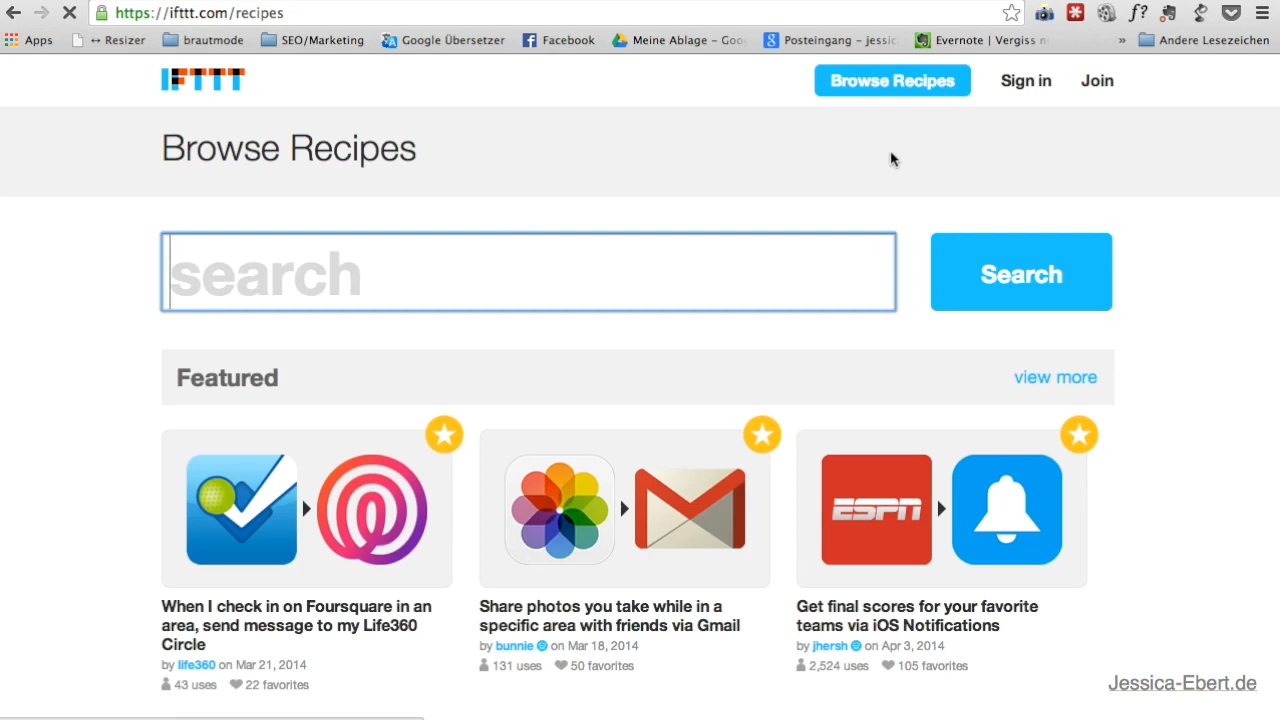 https://ifttt.com/recipes
f?
Apps
↔ Resizer
brautmode
SEO/Marketing
Google Übersetzer
Facebook
Meine Ablage – Goo
Posteingang – jessic
Evernote | Vergiss n
»
Andere Lesezeichen
IFTTT
Browse Recipes
Sign in
Join
Browse Recipes
search
Search
Featured
view more
ESPN
When I check in on Foursquare in an
area, send message to my Life360
Circle
by life360 on Mar 21, 2014
43 uses 22 favorites
Share photos you take while in a
specific area with friends via Gmail
by bunnie on Mar 18, 2014
131 uses 50 favorites
Get final scores for your favorite
teams via iOS Notifications
by jhersh on Apr 3, 2014
2,524 uses 105 favorites
Jessica-Ebert.de